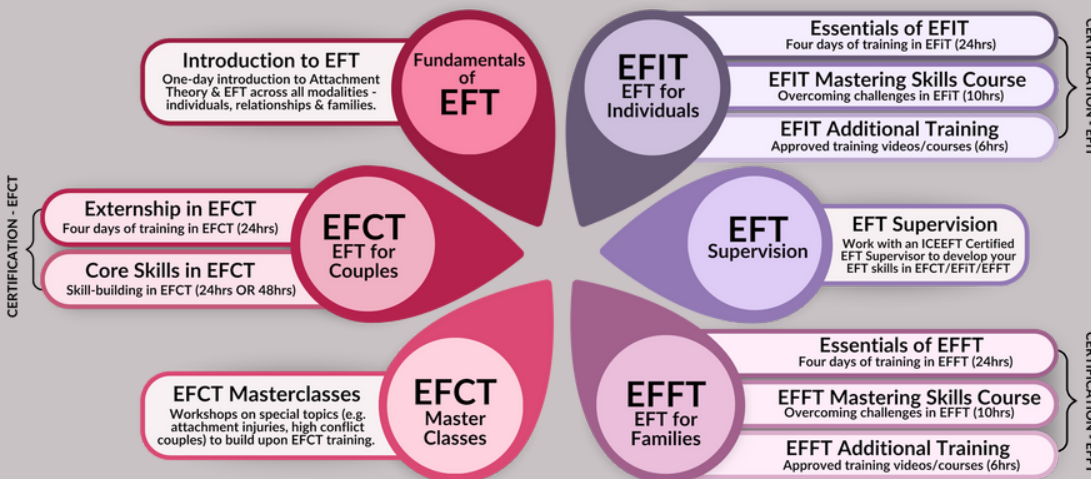 Introduction to EFT
One-day introduction to Attachment
Theory & EFT across all modalities -
individuals, relationships & families.
Fundamentals
of
EFT
EFIT
EFT for
Individuals
Essentials of EFIT
Four days of training in EFiT (24hrs)
EFIT Mastering Skills Course
Overcoming challenges in EFiT (10hrs)
EFIT Additional Training
Approved training videos/courses (6hrs)
CERTIFICATION - EFIT
CERTIFICATION - EFCT
Externship in EFCT
Four days of training in EFCT (24hrs)
Core Skills in EFCT
Skill-building in EFCT (24hrs OR 48hrs)
EFCT
EFT for
Couples
EFT
Supervision
EFT Supervision
Work with an ICEEFT Certified
EFT Supervisor to develop your
EFT skills in EFCT/EFiT/EFFT
EFCT Masterclasses
Workshops on special topics (e.g.
attachment injuries, high conflict
couples) to build upon EFCT training.
EFCT
Master
Classes
EFFT
EFT for
Families
Essentials of EFFT
Four days of training in EFFT (24hrs)
EFFT Mastering Skills Course
Overcoming challenges in EFFT (10hrs)
EFFT Additional Training
Approved training videos/courses (6hrs)